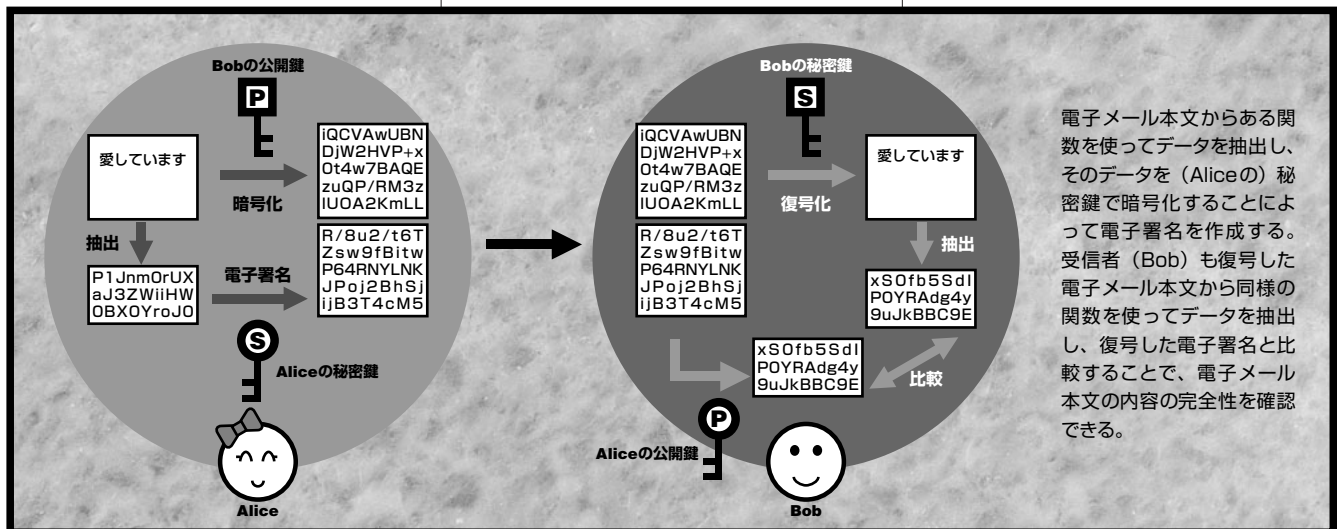 Bobの公開鍵
P
愛しています
暗号化
iQCVAwUBN
DjW2HVP+x
0t4w7BAQE
zuQP/RM3z
IUOA2KmLL
抽出
P1Jnm0rUX
aJ3ZWiiHW
0BX0YroJ0
電子署名
R/8u2/t6T
Zsw9fBitw
P64RNYLNK
JPoj2BhSj
ijB3T4cM5
S
Aliceの秘密鍵
Alice
Bobの秘密鍵
S
iQCVAwUBN
DjW2HVP+x
0t4w7BAQE
zuQP/RM3z
IUOA2KmLL
復号化
愛しています
R/8u2/t6T
Zsw9fBitw
P64RNYLNK
JPoj2BhSj
ijB3T4cM5
抽出
xS0fb5SdI
P0YRAdg4y
9uJkBBC9E
xS0fb5SdI
P0YRAdg4y
9uJkBBC9E
比較
P
Aliceの公開鍵
Bob
電子メール本文からある関
数を使ってデータを抽出し、
そのデータを（Aliceの）秘
密鍵で暗号化することによ
って電子署名を作成する。
受信者（Bob）も復号した
電子メール本文から同様の
関数を使ってデータを抽出
し、復号した電子署名と比
較することで、電子メール
本文の内容の完全性を確認
できる。